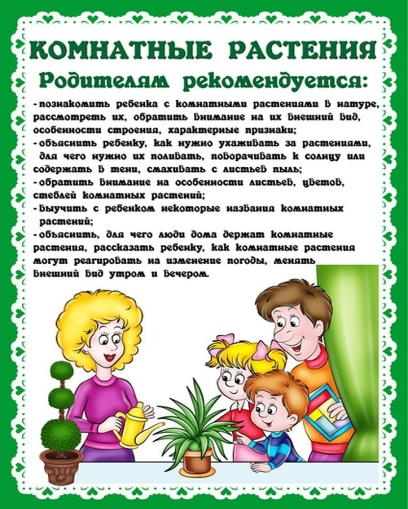 КОМНАТНЫЕ РАСТЕНИЯ
Родителям рекомендуется:
- познакомить ребенка с комнатными растениями в натуре,
рассмотреть их, обратить внимание на их внешний вид,
особенности строения, характерные признаки;
- объяснить ребенку, как нужно ухаживать за растениями,
для чего нужно их поливать, поворачивать к солнцу или
содержать в тени, смахивать с листьев пыль;
- обратить внимание на особенности листьев, цветов,
стеблей комнатных растений;
- выучить с ребенком некоторые названия комнатных
растений;
- объяснить, для чего люди дома держат комнатные
растения, рассказать ребенку, как комнатные растения
могут реагировать на изменение погоды, менять
внешний вид утром и вечером.